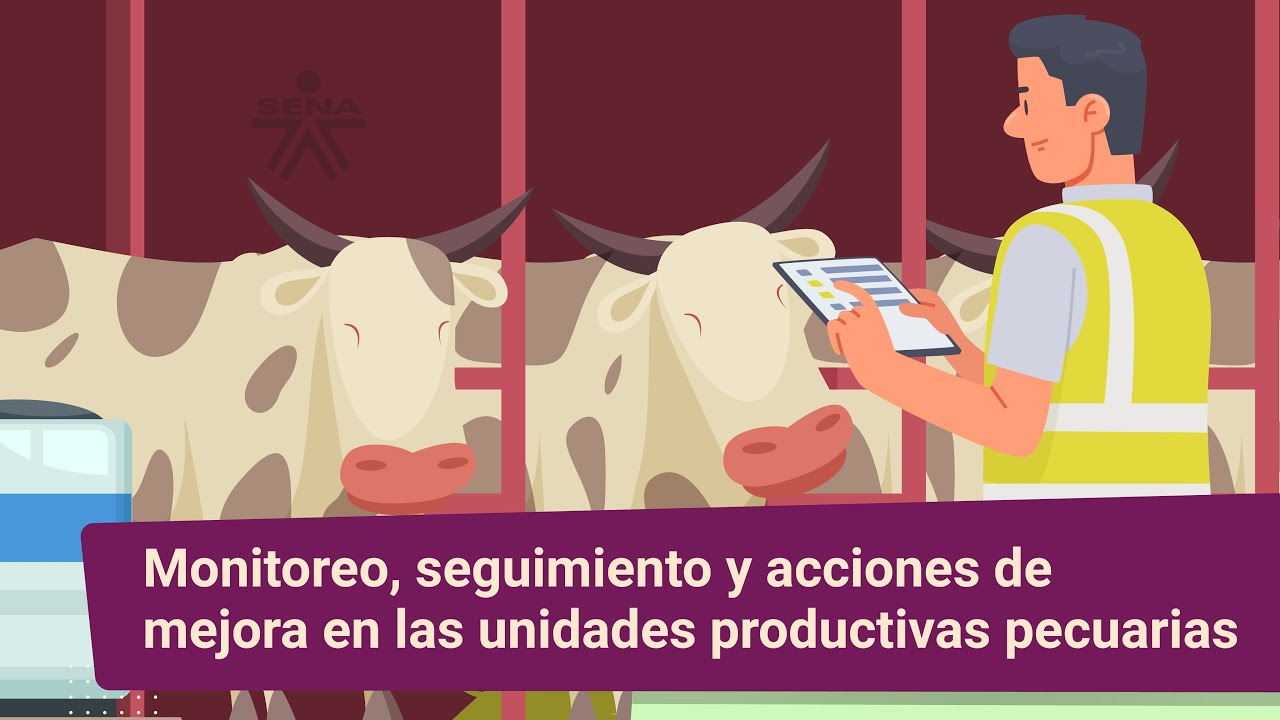 SENA
Monitoreo, seguimiento y acciones de
mejora en las unidades productivas pecuarias